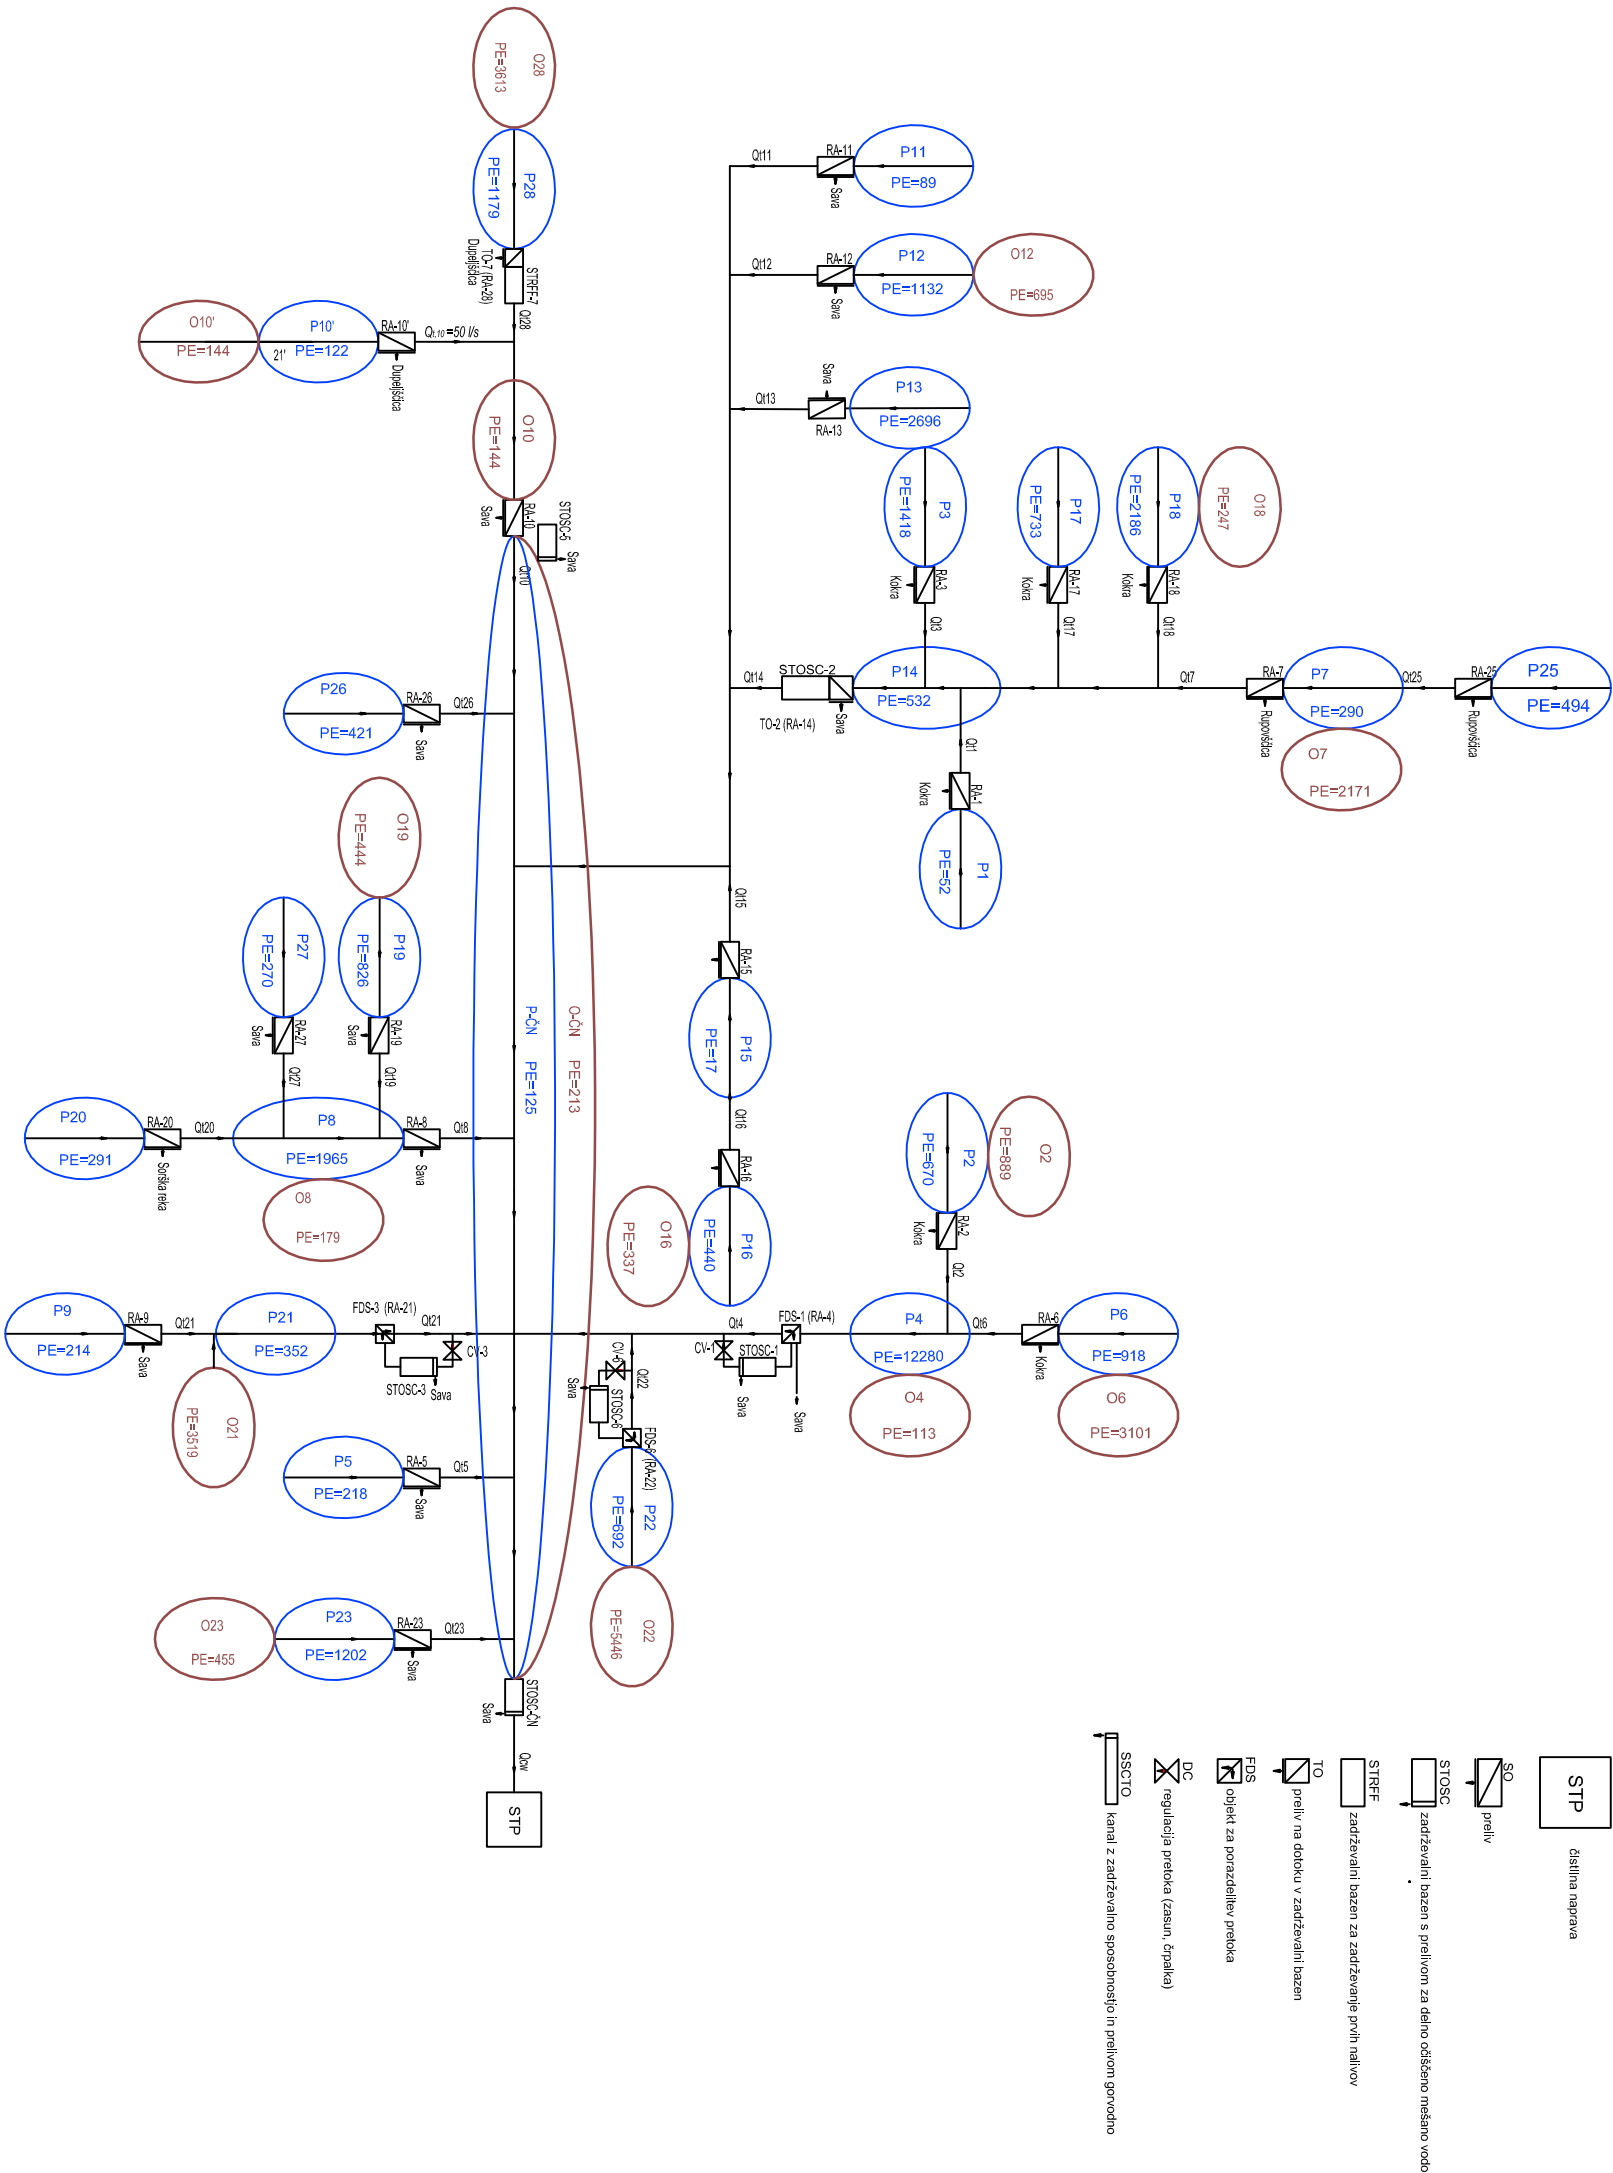 O28
PE=3613
P28
PE=1179
TO-7 (RA-28)
Dupeljščica
STRFF-7
Qt28
P11
PE=89
RA-11
Sava
Qt11
P12
PE=1132
RA-12
Sava
Qt12
O12
PE=695
O10'
PE=144
P10'
21'
PE=122
RA-10'
Dupeljščica
Qt,10'=50 l/s
O10
PE=144
RA-10
Sava
STOSC-5
Sava
Qt10
P13
PE=2696
RA-13
Sava
Qt13
P3
PE=1418
RA-3
Kokra
Qt3
P17
PE=733
RA-17
Kokra
Qt17
P18
PE=2186
RA-18
Kokra
Qt18
O18
PE=247
P26
PE=421
RA-26
Sava
Qt26
P14
PE=532
STOSC-2
TO-2 (RA-14)
Sava
Qt14
Qt7
RA-7
Rupovščica
P7
PE=290
O7
PE=2171
Qt25
RA-25
Rupovščica
P25
PE=494
Qt1
RA-1
Kokra
P1
PE=52
O19
PE=444
P19
PE=826
RA-19
Sava
Qt19
P27
PE=270
RA-27
Sava
Qt27
P20
PE=291
RA-20
Sorška reka
Qt20
P8
PE=1965
RA-8
Sava
Qt8
O8
PE=179
P-ČN PE=125
O-ČN PE=213
Qt15
RA-15
P15
PE=17
Qt16
RA-16
P16
PE=440
O16
PE=337
P2
PE=670
O2
PE=889
RA-2
Kokra
Qt2
P9
PE=214
RA-9
Sava
Qt21
P21
PE=352
O21
PE=3519
FDS-3 (RA-21)
Qt21
STOSC-3
Sava
CV-3
Qt4
FDS-1 (RA-4)
CV-1
STOSC-1
Sava
Sava
P4
PE=12280
O4
PE=113
Qt6
RA-6
Kokra
P6
PE=918
O6
PE=3101
CV-6
Qt22
STOSC-6
Sava
FDS-6 (RA-22)
P22
PE=692
O22
PE=5446
P5
PE=218
RA-5
Sava
Qt5
O23
PE=455
P23
PE=1202
RA-23
Sava
Qt23
STOSC-ČN
Sava
Qcw
STP
STP
čistilna naprava
SO
preliv
STOSC
zadrževalni bazen s prelivom za delno očiščeno mešano vodo
STRFF
zadrževalni bazen za zadrževanje prvih nalivov
TO
preliv na dotoku v zadrževalni bazen
FDS
objekt za porazdelitev pretoka
DC
regulacija pretoka (zasun, črpalka)
SSCTO
kanal z zadrževalno sposobnostjo in prelivom gorvodno